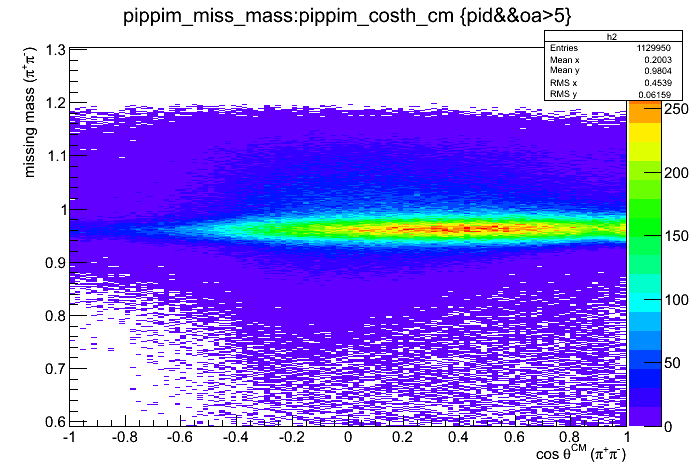 pippim_miss_mass:pippim_costh_cm {pid&&oa>5}
h2
Entries 1129950
Mean x 0.2003
Mean y 0.9804
RMS x 0.4539
RMS y 0.06159
missing mass (π⁺π⁻)
1.3
1.2
1.1
1
0.9
0.8
0.7
0.6
250
200
150
100
50
0
-1 -0.8 -0.6 -0.4 -0.2 0 0.2 0.4 0.6 0.8 1
cos θᶜᴹ (π⁺π⁻)